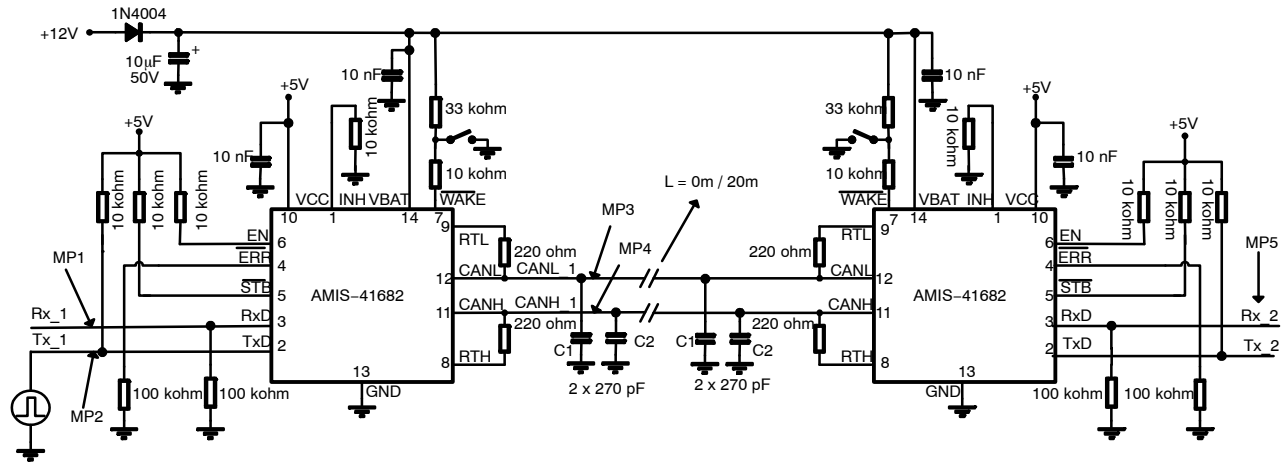 1N4004
+12V
+
10µF
50V
10 nF
33 kohm
10 kohm
WAKE
+5V
10 nF
10 kohm
VCC
INH
VBAT
10
1
14
7
+5V
10 kohm
10 kohm
10 kohm
EN
6
ERR
4
STB
5
RxD
3
TxD
2
AMIS-41682
9
RTL
12
CANL
11
CANH
8
RTH
13
GND
MP1
MP2
Rx_1
Tx_1
100 kohm
100 kohm
220 ohm
220 ohm
CANL_1
CANH_1
MP3
MP4
L = 0m / 20m
C1
C2
2 x 270 pF
C1
C2
2 x 270 pF
220 ohm
220 ohm
33 kohm
10 kohm
WAKE
10 nF
10 kohm
+5V
10 nF
VBAT
INH
VCC
7
14
1
10
9
RTL
12
CANL
11
CANH
8
RTH
AMIS-41682
13
GND
6
EN
4
ERR
5
STB
3
RxD
2
TxD
+5V
10 kohm
10 kohm
10 kohm
MP5
Rx_2
Tx_2
100 kohm
100 kohm